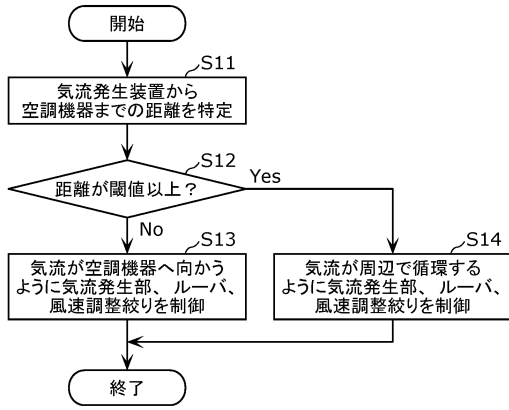 開始
S11
気流発生装置から
空調機器までの距離を特定
S12
距離が閾値以上？
Yes
No
S13
気流が空調機器へ向かう
ように気流発生部、ルーバ、
風速調整絞りを制御
S14
気流が周辺で循環する
ように気流発生部、ルーバ、
風速調整絞りを制御
終了